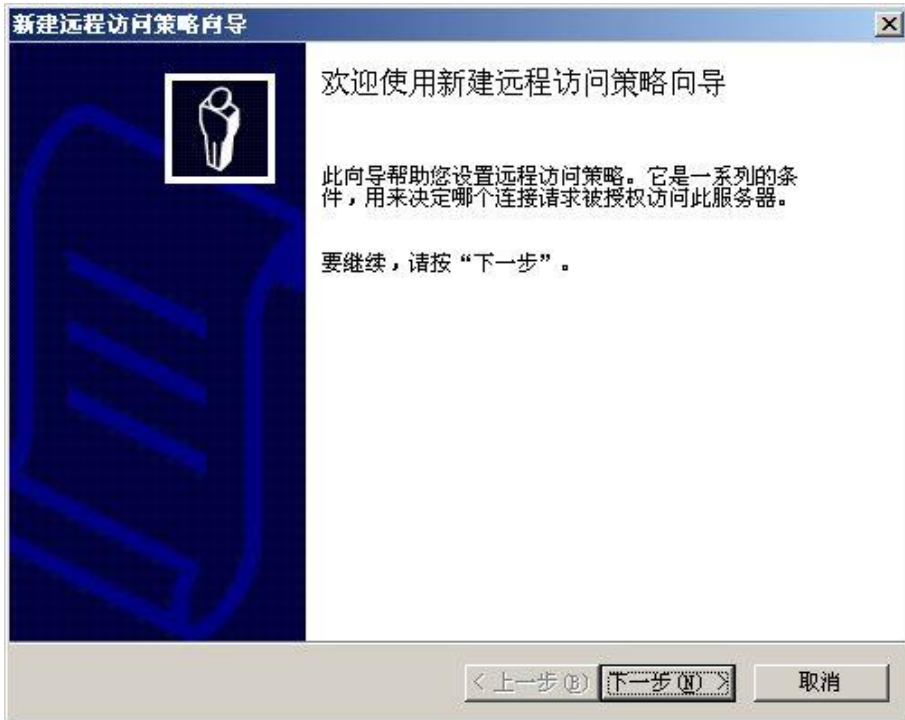 新建远程访问策略向导
欢迎使用新建远程访问策略向导
此向导帮助您设置远程访问策略。它是一系列的条
件，用来决定哪个连接请求被授权访问此服务器。
要继续，请按“下一步”。
< 上一步(B) 下一步(N) > 取消